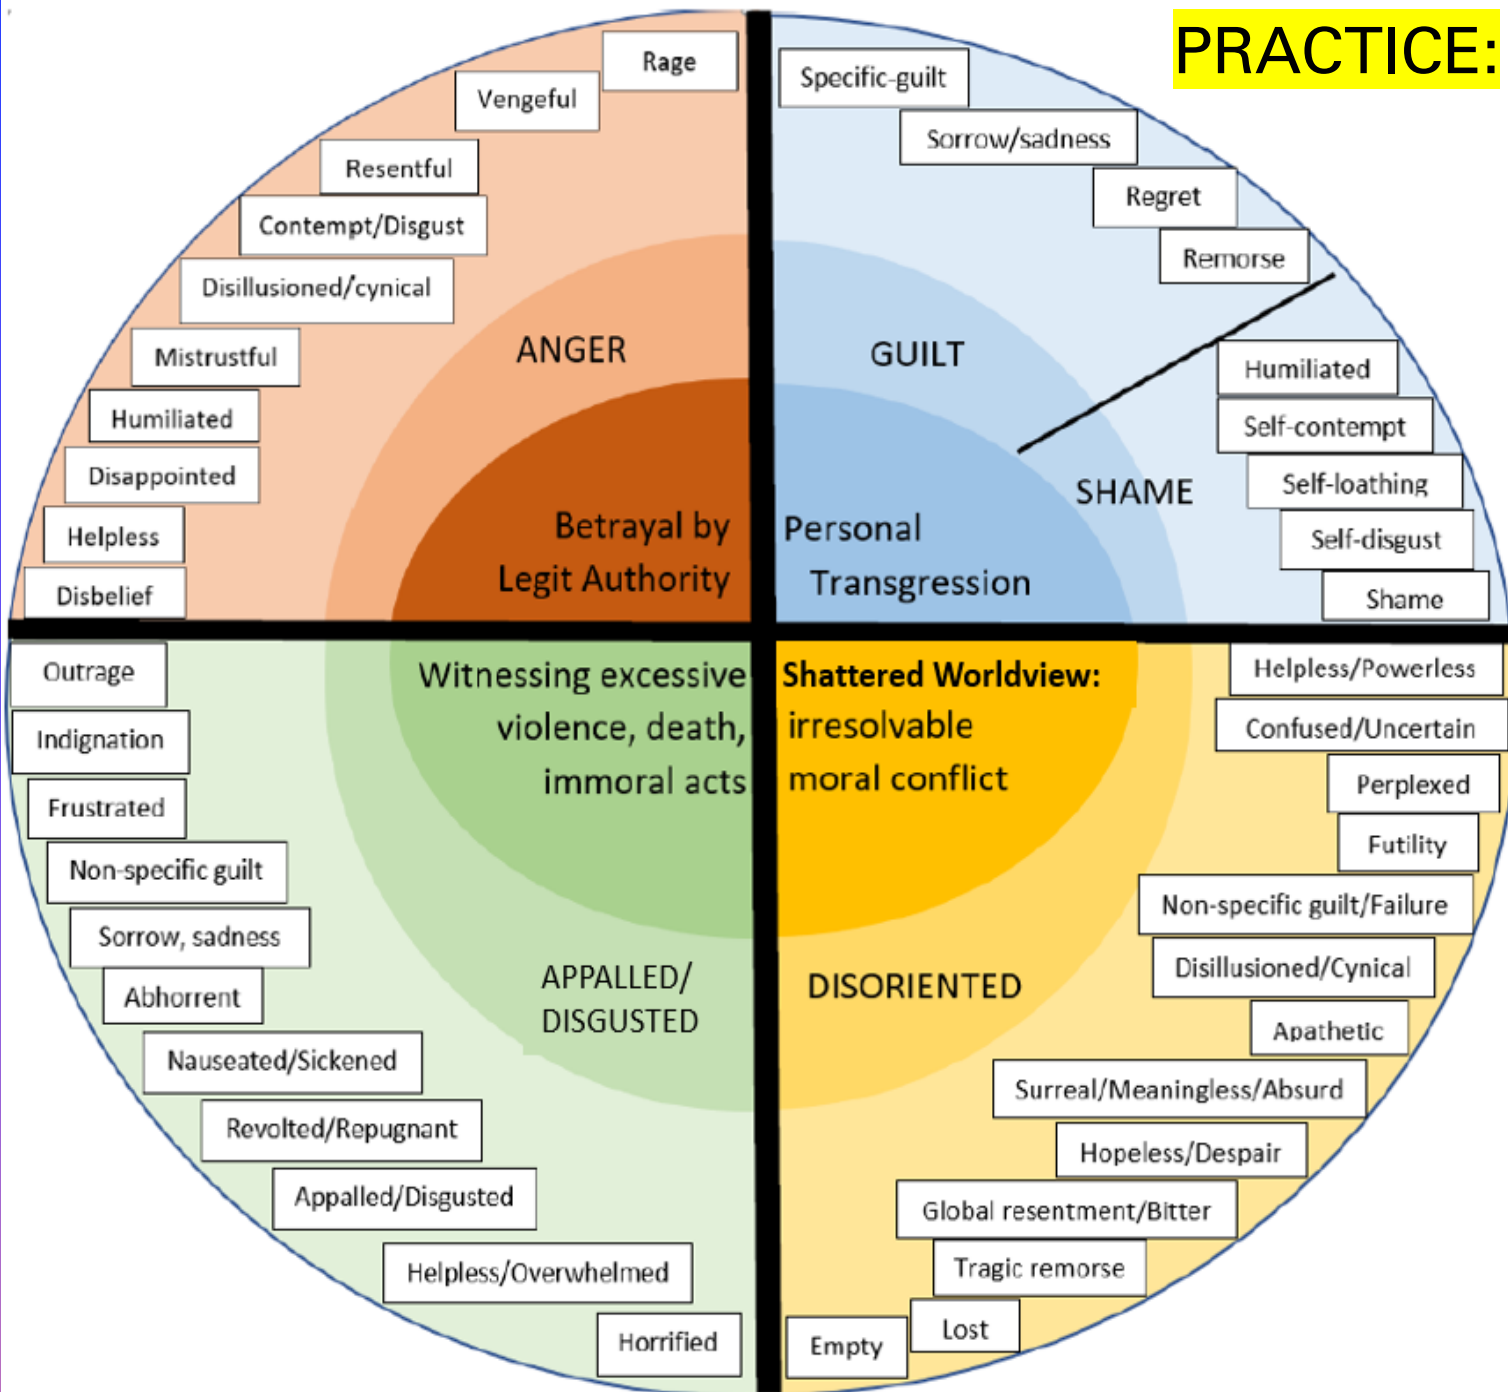 PRACTICE:
Rage
Vengeful
Resentful
Contempt/Disgust
Disillusioned/cynical
Mistrustful
Humiliated
Disappointed
Helpless
Disbelief
ANGER
Betrayal by
Legit Authority
Specific-guilt
Sorrow/sadness
Regret
Remorse
GUILT
Humiliated
Self-contempt
Self-loathing
Self-disgust
Shame
SHAME
Personal
Transgression
Outrage
Indignation
Frustrated
Non-specific guilt
Sorrow, sadness
Abhorrent
Nauseated/Sickened
Revolted/Repugnant
Appalled/Disgusted
Helpless/Overwhelmed
Horrified
Witnessing excessive
violence, death,
immoral acts
APPALLED/
DISGUSTED
Shattered Worldview:
irresolvable
moral conflict
DISORIENTED
Helpless/Powerless
Confused/Uncertain
Perplexed
Futility
Non-specific guilt/Failure
Disillusioned/Cynical
Apathetic
Surreal/Meaningless/Absurd
Hopeless/Despair
Global resentment/Bitter
Tragic remorse
Lost
Empty